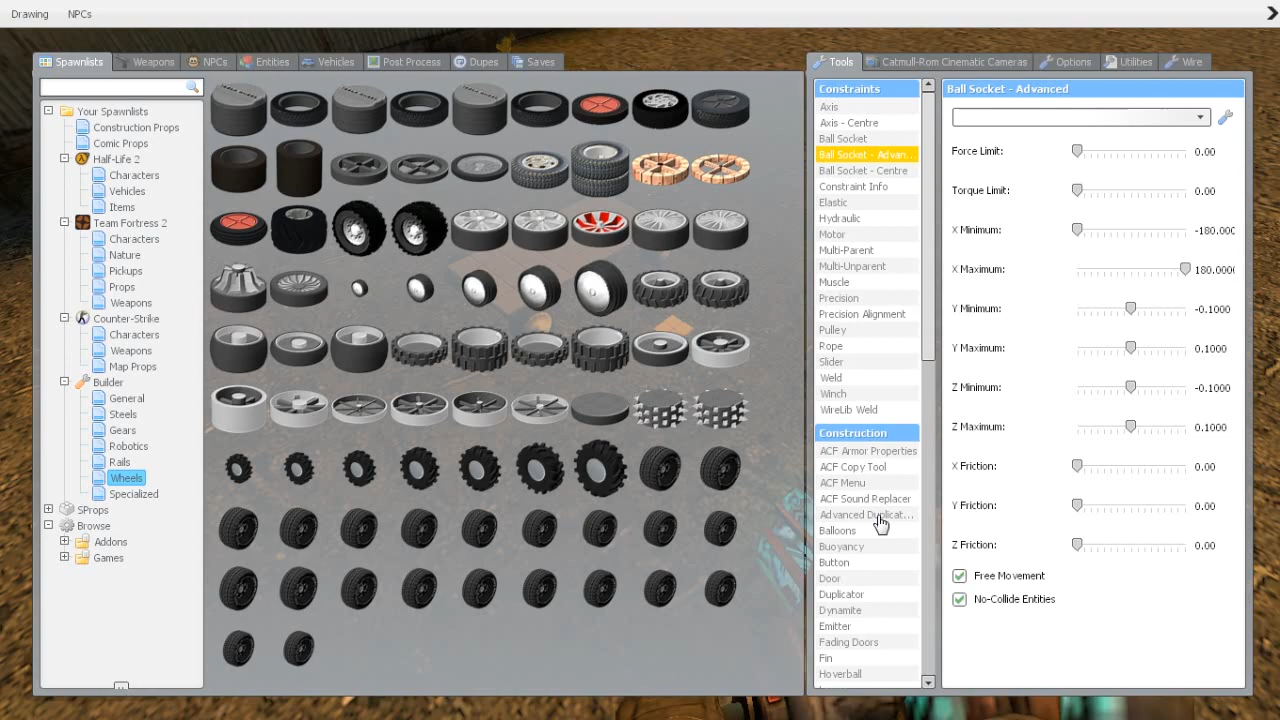 Drawing NPCs
Spawnlists Weapons NPCs Entities Vehicles Post Process Dupes Saves
Your Spawnlists
Construction Props
Comic Props
Half-Life 2
Characters
Vehicles
Items
Team Fortress 2
Characters
Nature
Pickups
Props
Weapons
Counter-Strike
Characters
Weapons
Map Props
Builder
General
Steels
Gears
Robotics
Rails
Wheels
Specialized
SProps
Browse
Addons
Games
Tools Catmull-Rom Cinematic Cameras Options Utilities Wire
Constraints
Axis
Axis - Centre
Ball Socket
Ball Socket - Advan...
Ball Socket - Centre
Constraint Info
Elastic
Hydraulic
Motor
Multi-Parent
Multi-Unparent
Muscle
Precision
Precision Alignment
Pulley
Rope
Slider
Weld
Winch
WireLib Weld
Construction
ACF Armor Properties
ACF Copy Tool
ACF Menu
ACF Sound Replacer
Advanced Duplicat...
Balloons
Buoyancy
Button
Door
Duplicator
Dynamite
Emitter
Fading Doors
Fin
Hoverball
Ball Socket - Advanced
Force Limit: 0.00
Torque Limit: 0.00
X Minimum: -180.000
X Maximum: 180.000(
Y Minimum: -0.1000
Y Maximum: 0.1000
Z Minimum: -0.1000
Z Maximum: 0.1000
X Friction: 0.00
Y Friction: 0.00
Z Friction: 0.00
Free Movement
No-Collide Entities